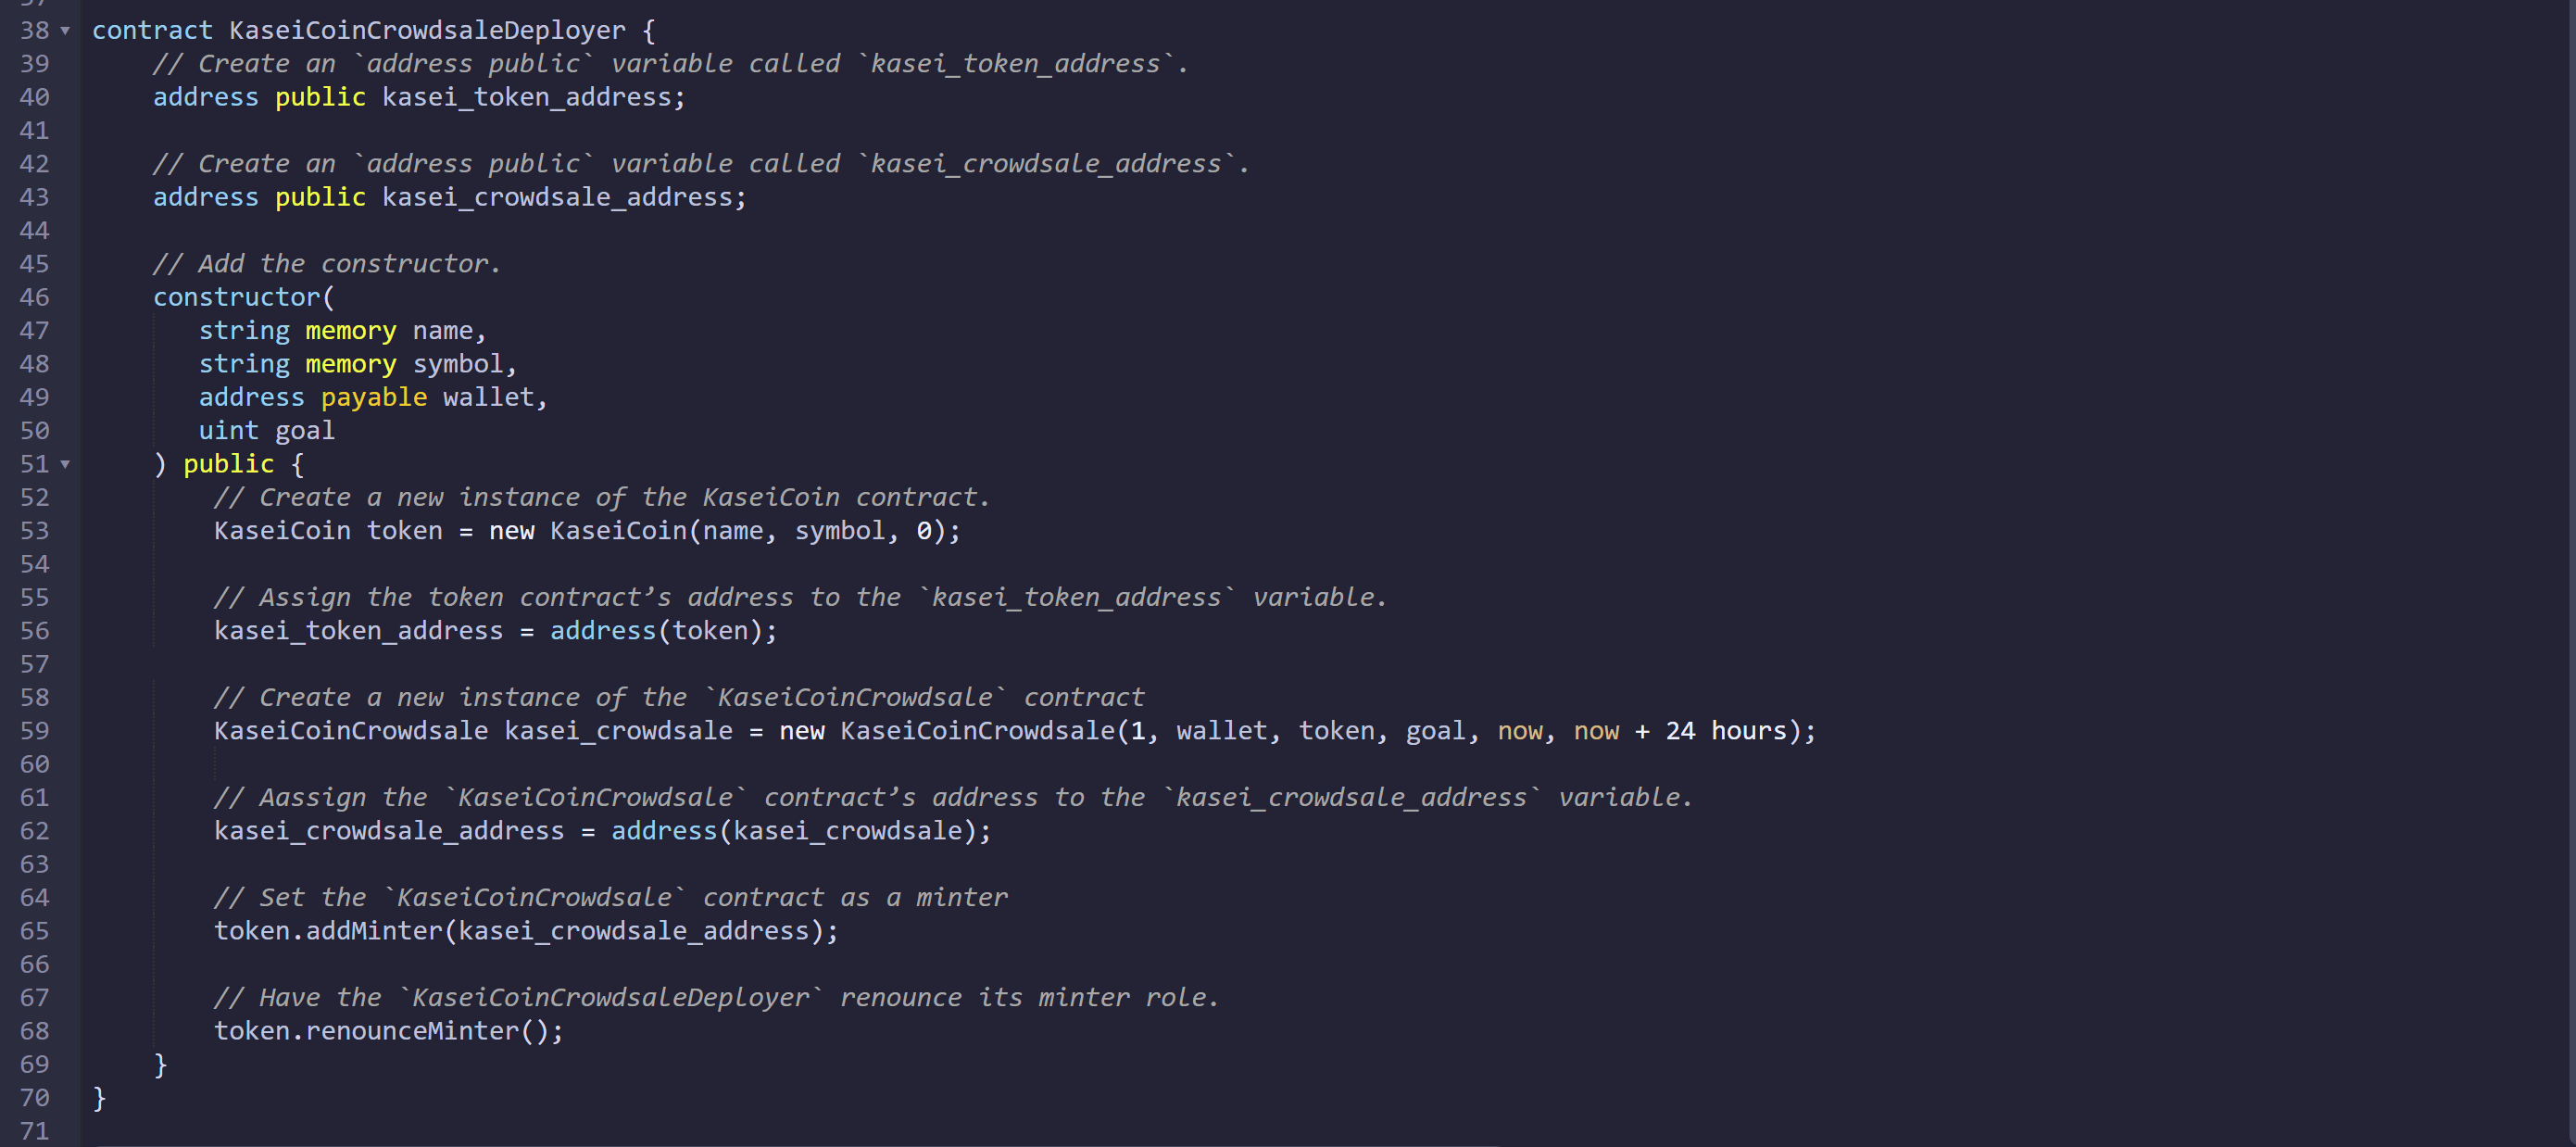 38 contract KaseiCoinCrowdsaleDeployer {
39     // Create an `address public` variable called `kasei_token_address`.
40     address public kasei_token_address;
41
42     // Create an `address public` variable called `kasei_crowdsale_address`.
43     address public kasei_crowdsale_address;
44
45     // Add the constructor.
46     constructor(
47        string memory name,
48        string memory symbol,
49        address payable wallet,
50        uint goal
51     ) public {
52         // Create a new instance of the KaseiCoin contract.
53         KaseiCoin token = new KaseiCoin(name, symbol, 0);
54
55         // Assign the token contract’s address to the `kasei_token_address` variable.
56         kasei_token_address = address(token);
57
58         // Create a new instance of the `KaseiCoinCrowdsale` contract
59         KaseiCoinCrowdsale kasei_crowdsale = new KaseiCoinCrowdsale(1, wallet, token, goal, now, now + 24 hours);
60
61         // Aassign the `KaseiCoinCrowdsale` contract’s address to the `kasei_crowdsale_address` variable.
62         kasei_crowdsale_address = address(kasei_crowdsale);
63
64         // Set the `KaseiCoinCrowdsale` contract as a minter
65         token.addMinter(kasei_crowdsale_address);
66
67         // Have the `KaseiCoinCrowdsaleDeployer` renounce its minter role.
68         token.renounceMinter();
69     }
70 }
71